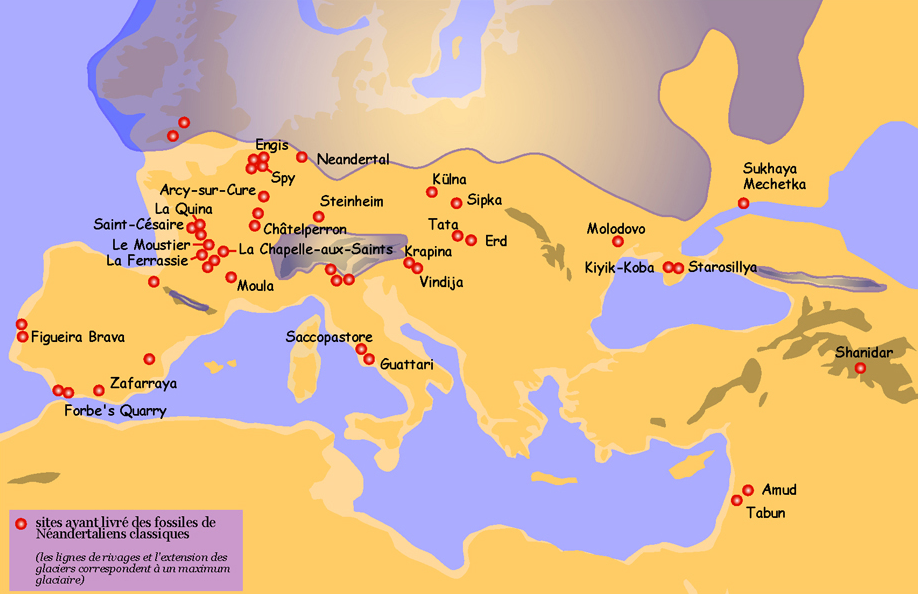 Engis
Neandertal
Spy
Arcy-sur-Cure
Külna
Sipka
Sukhaya
Mechetka
Steinheim
La Quina
Saint-Césaire
Châtelperron
Tata
Erd
Molodovo
Le Moustier
La Chapelle-aux-Saints
Krapina
La Ferrassie
Kiyik-Koba
Starosillya
Moula
Vindija
Figueira Brava
Saccopastore
Guattari
Shanidar
Zafarraya
Forbe's Quarry
Amud
Tabun
sites ayant livré des fossiles de
Néandertaliens classiques
(les lignes de rivages et l'extension des
glaciers correspondent à un maximum
glaciaire)